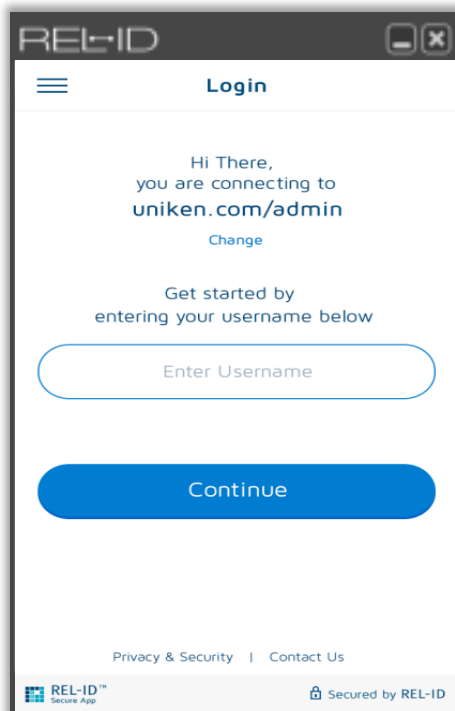 REL-ID
Login
Hi There,
you are connecting to
uniken.com/admin
Change
Get started by
entering your username below
Enter Username
Continue
Privacy & Security | Contact Us
REL-ID™
Secure App
Secured by REL-ID